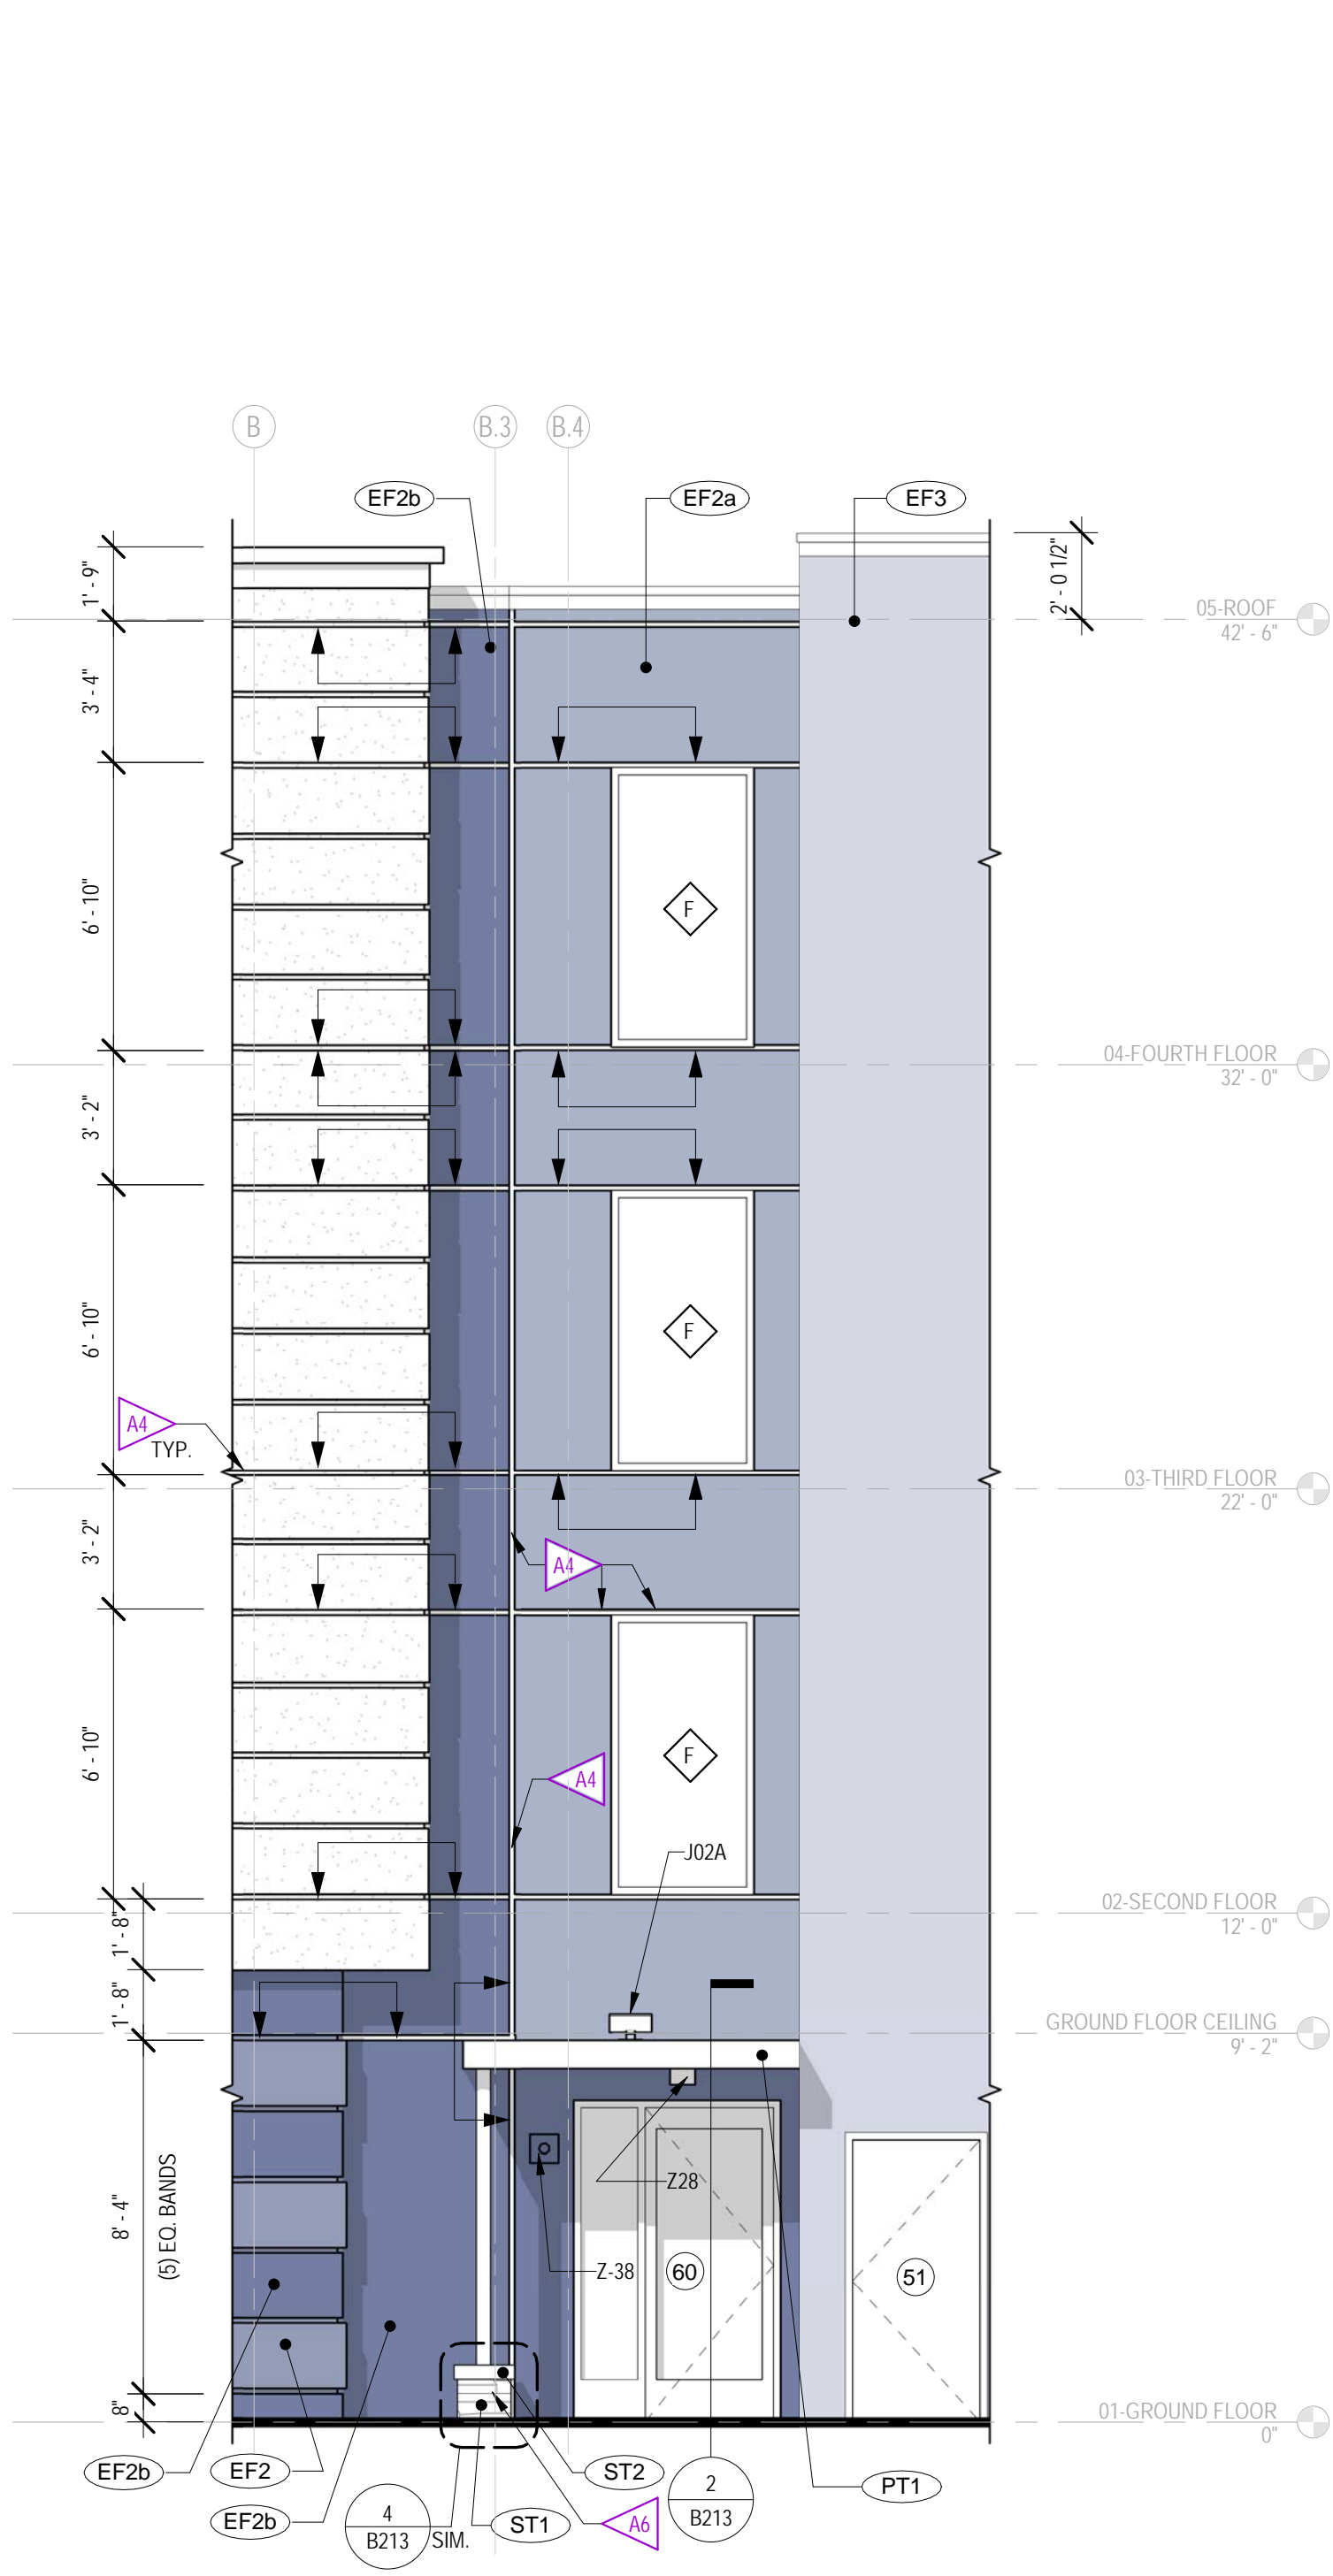 B
B.3
B.4
EF2b
EF2a
EF3
1' - 9"
2' - 0 1/2"
05-ROOF
42' - 6"
3' - 4"
6' - 10"
F
04-FOURTH FLOOR
32' - 0"
3' - 2"
6' - 10"
F
A4
TYP.
03-THIRD FLOOR
22' - 0"
3' - 2"
A4
6' - 10"
F
A4
J02A
02-SECOND FLOOR
12' - 0"
1' - 8"
1' - 8"
GROUND FLOOR CEILING
9' - 2"
8' - 4"
(5) EQ. BANDS
Z28
Z-38
60
51
8"
01-GROUND FLOOR
0"
EF2b
EF2
ST2
2
B213
PT1
EF2b
4
B213
SIM.
ST1
A6